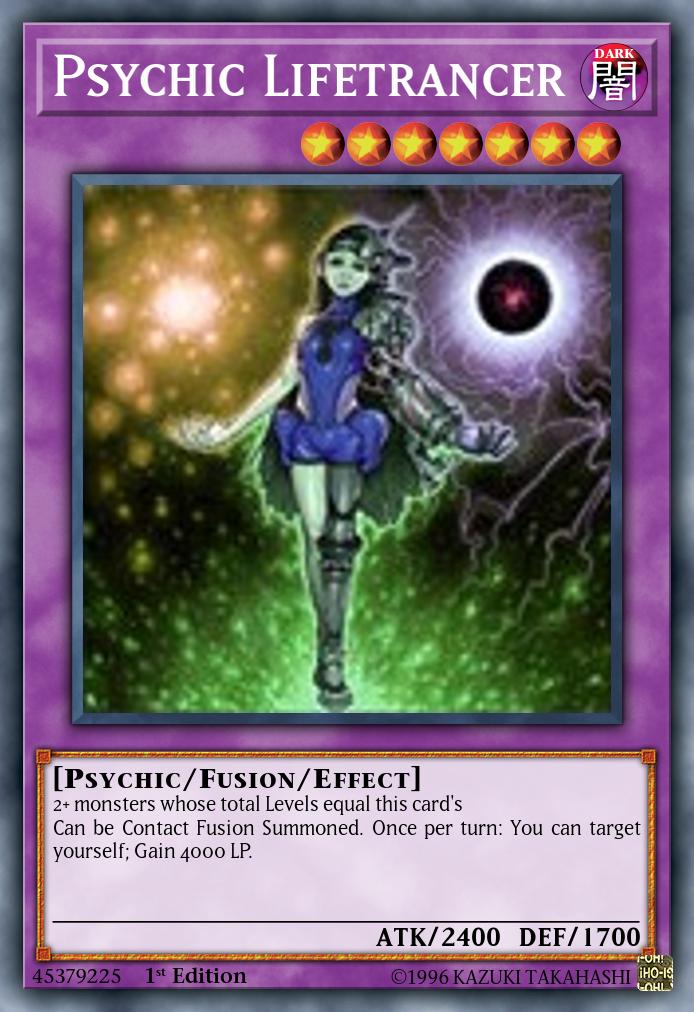 PSYCHIC LIFETRANCER
DARK
闇
[PSYCHIC/FUSION/EFFECT]
2+ monsters whose total Levels equal this card's
Can be Contact Fusion Summoned. Once per turn: You can target
yourself; Gain 4000 LP.
ATK/2400 DEF/1700
45379225 1st Edition ©1996 KAZUKI TAKAHASHI